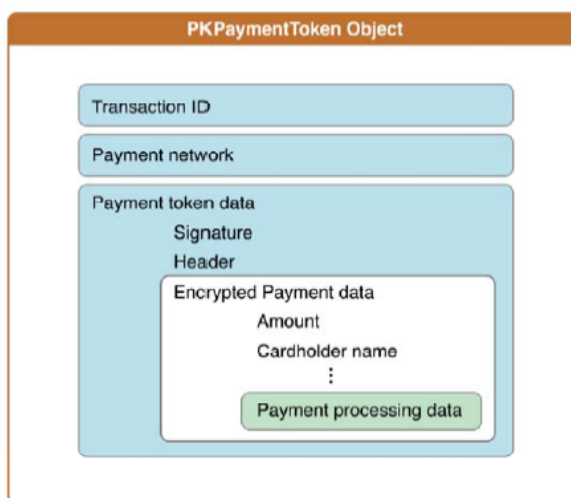 PKPaymentToken Object
Transaction ID
Payment network
Payment token data
Signature
Header
Encrypted Payment data
Amount
Cardholder name
⋮
Payment processing data